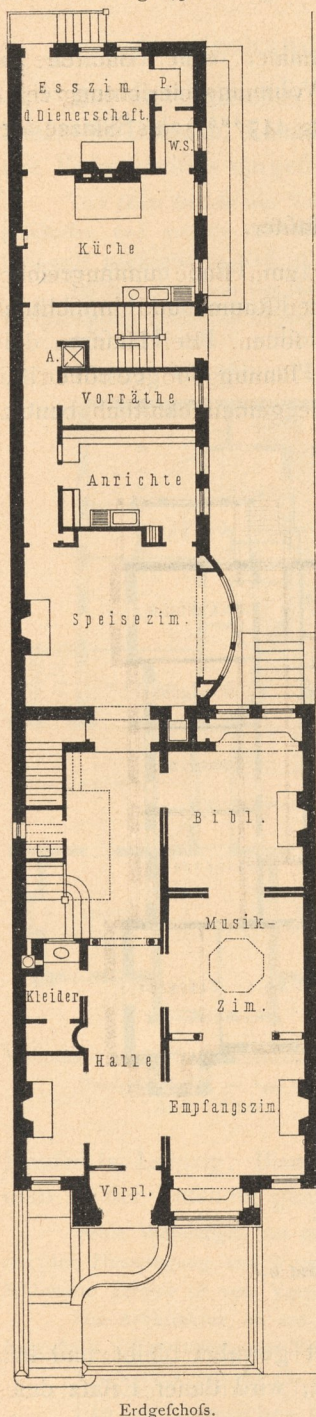 Esszim.
d. Dienerschaft.
P.
W.S.
Küche
A.
Vorräthe
Anrichte
Speisezim.
Bibl.
Musik
Zim.
Kleider
Halle
Empfangszim.
Vorpl.
Erdgeſchoſs.